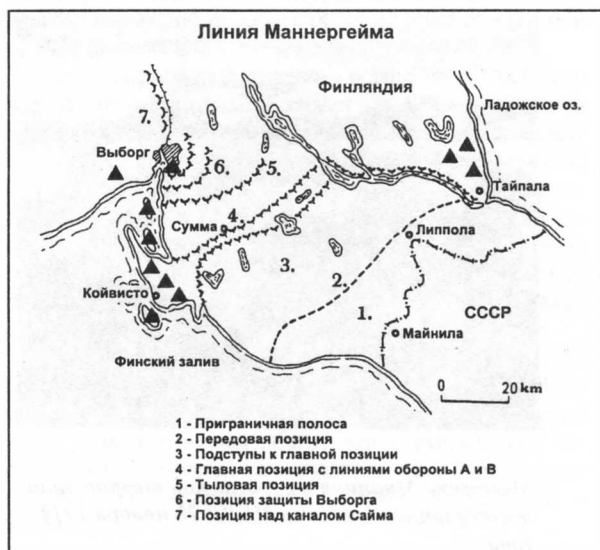 Линия Маннергейма
Финляндия
Ладожское оз.
7.
Выборг
6.
5.
Тайпала
Сумма
4.
Липпола
3.
2.
Койвисто
1.
СССР
Майнила
Финский залив
0 20 km
1 - Приграничная полоса
2 - Передовая позиция
3 - Подступы к главной позиции
4 - Главная позиция с линиями обороны А и В
5 - Тыловая позиция
6 - Позиция защиты Выборга
7 - Позиция над каналом Сайма